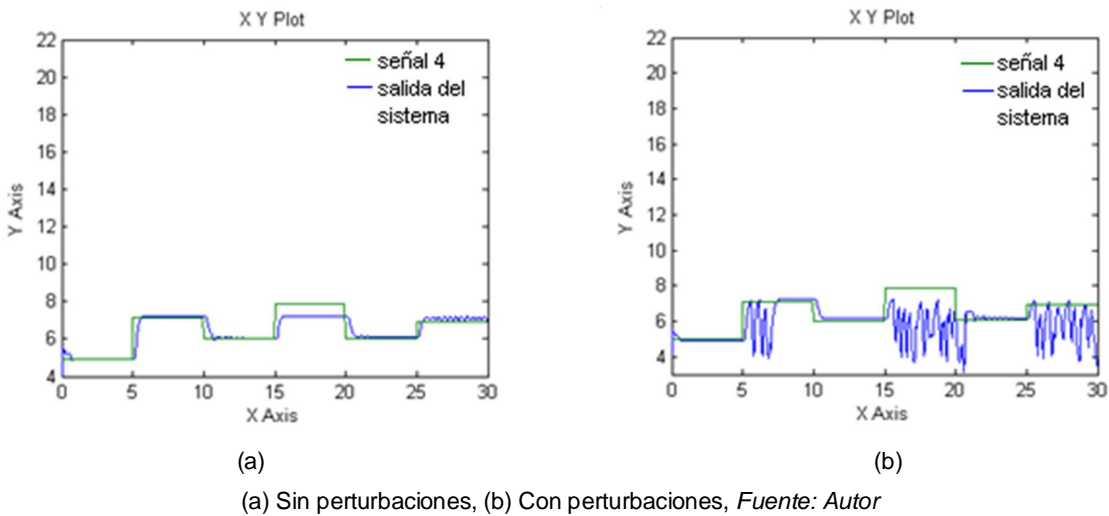 X Y Plot
22
20
18
16
14
12
10
8
6
4
0
5
10
15
20
25
30
Y Axis
X Axis
señal 4
salida del
sistema
(a)
X Y Plot
22
20
18
16
14
12
10
8
6
4
0
5
10
15
20
25
30
Y Axis
X Axis
señal 4
salida del
sistema
(b)
(a) Sin perturbaciones, (b) Con perturbaciones, Fuente: Autor